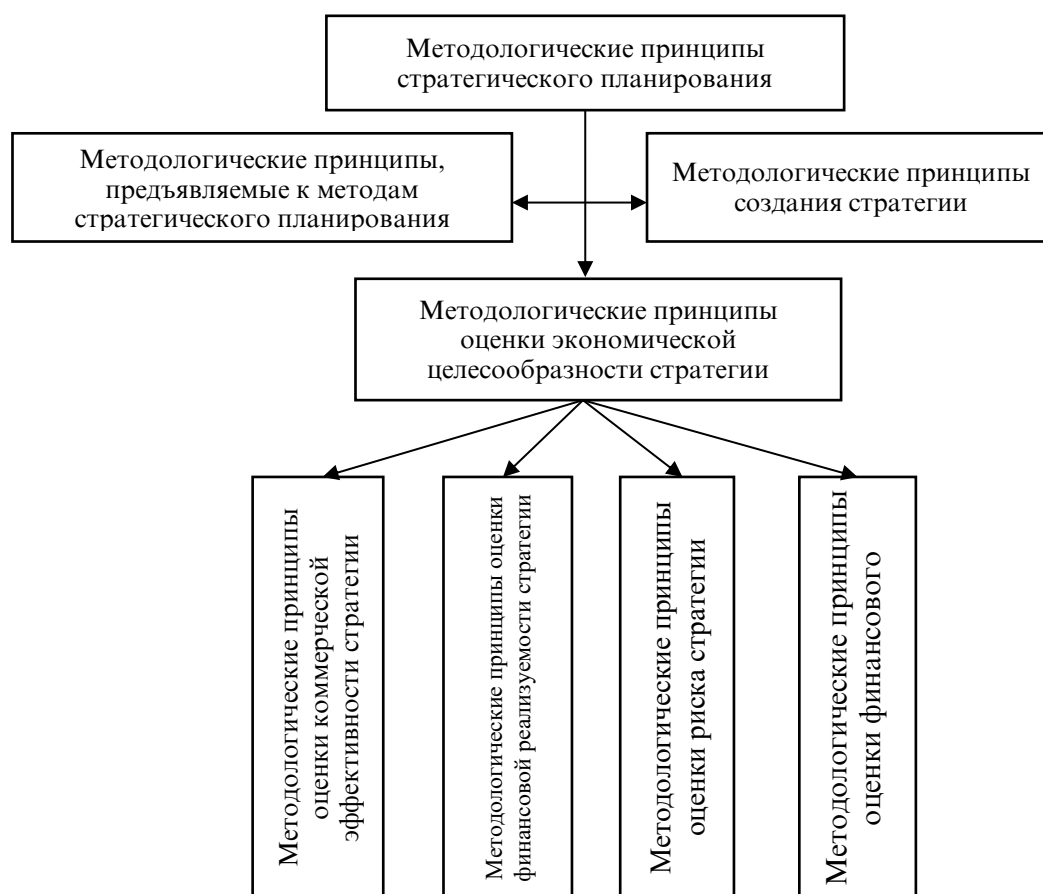 Методологические принципы
стратегического планирования
Методологические принципы,
предъявляемые к методам
стратегического планирования
Методологические принципы
создания стратегии
Методологические принципы
оценки экономической
целесообразности стратегии
Методологические принципы
оценки коммерческой
эффективности стратегии
Методологические принципы оценки
финансовой реализуемости стратегии
Методологические принципы
оценки риска стратегии
Методологические принципы
оценки финансового